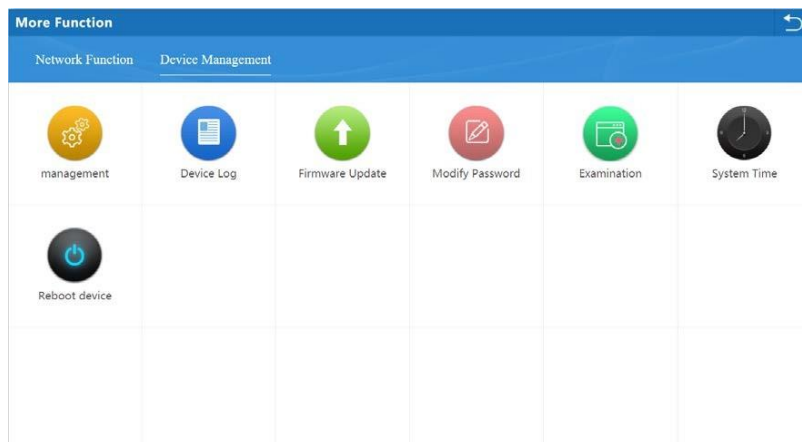 More Function
Network Function Device Management
management Device Log Firmware Update Modify Password Examination System Time
Reboot device